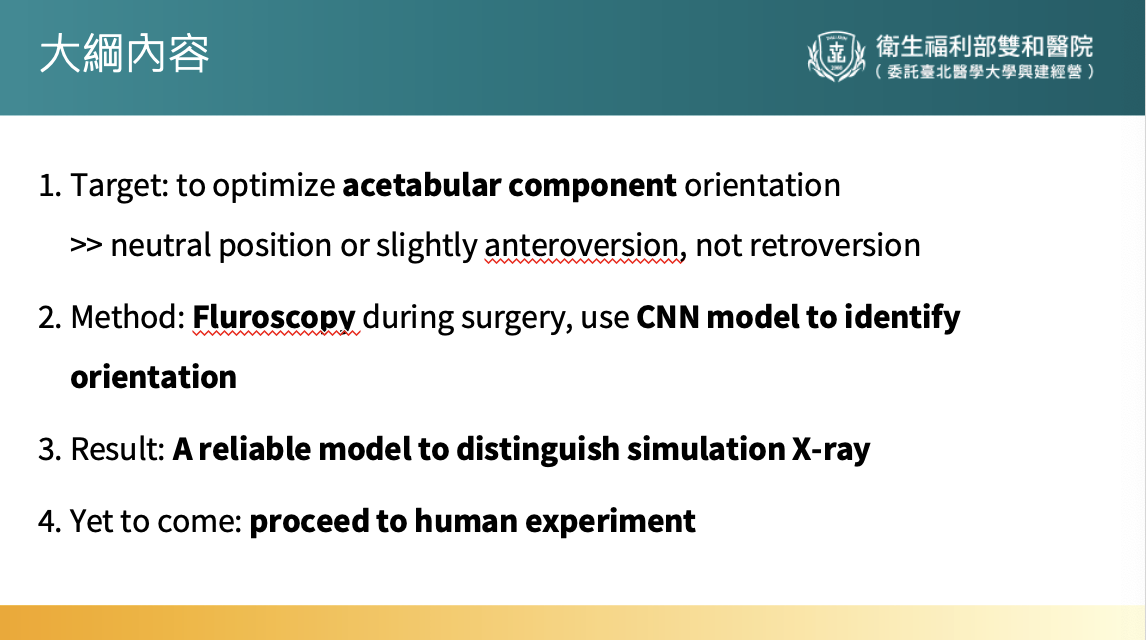 大綱內容
衛生福利部雙和醫院
（委託臺北醫學大學興建經營）
1. Target: to optimize acetabular component orientation
>> neutral position or slightly anteroversion, not retroversion
2. Method: Fluroscopy during surgery, use CNN model to identify
orientation
3. Result: A reliable model to distinguish simulation X-ray
4. Yet to come: proceed to human experiment